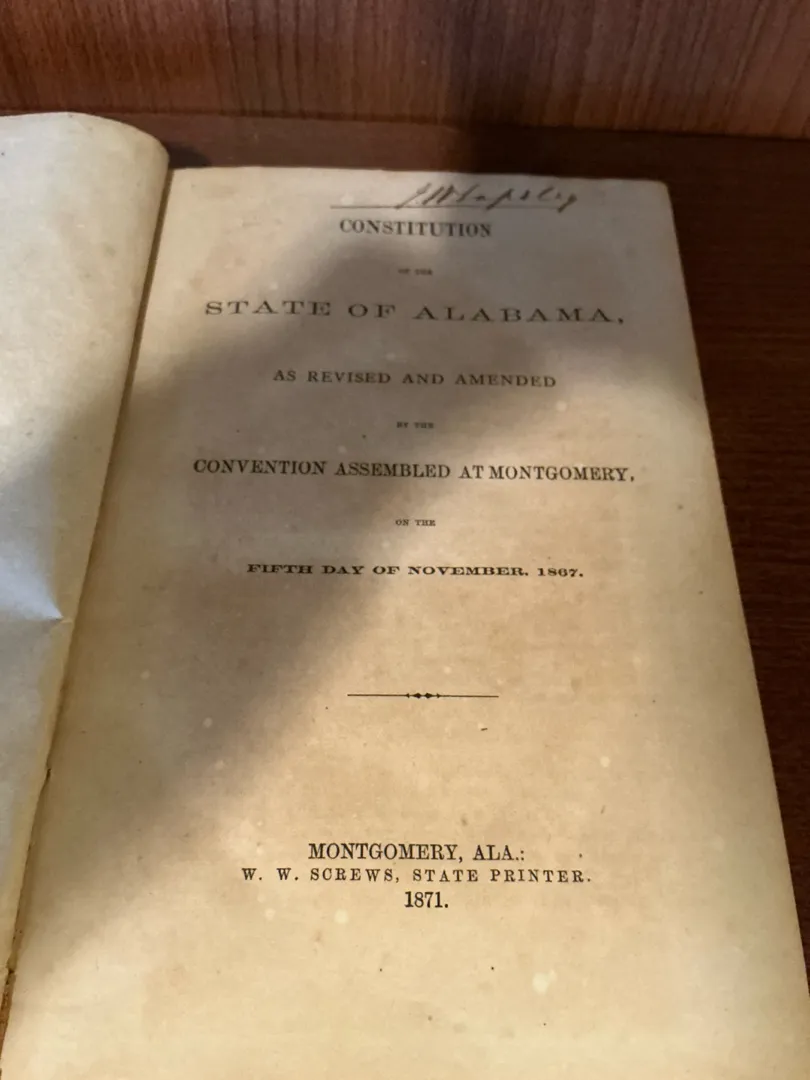 CONSTITUTION
OF THE
STATE OF ALABAMA,
AS REVISED AND AMENDED
BY THE
CONVENTION ASSEMBLED AT MONTGOMERY,
ON THE
FIFTH DAY OF NOVEMBER, 1867.
MONTGOMERY, ALA.:
W. W. SCREWS, STATE PRINTER.
1871.